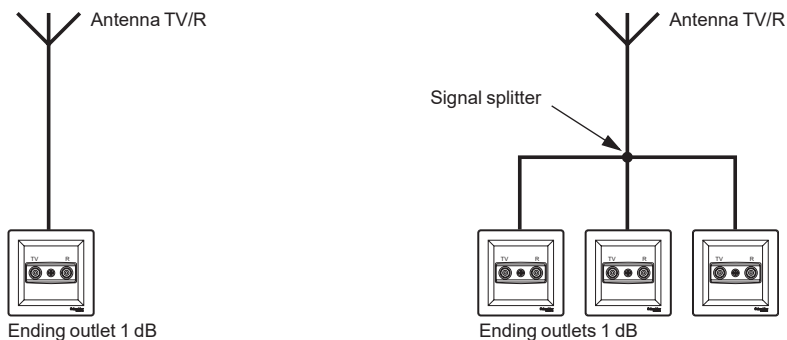 Antenna TV/R
Antenna TV/R
Signal splitter
TV R
TV R
TV R
TV R
Ending outlet 1 dB
Ending outlets 1 dB